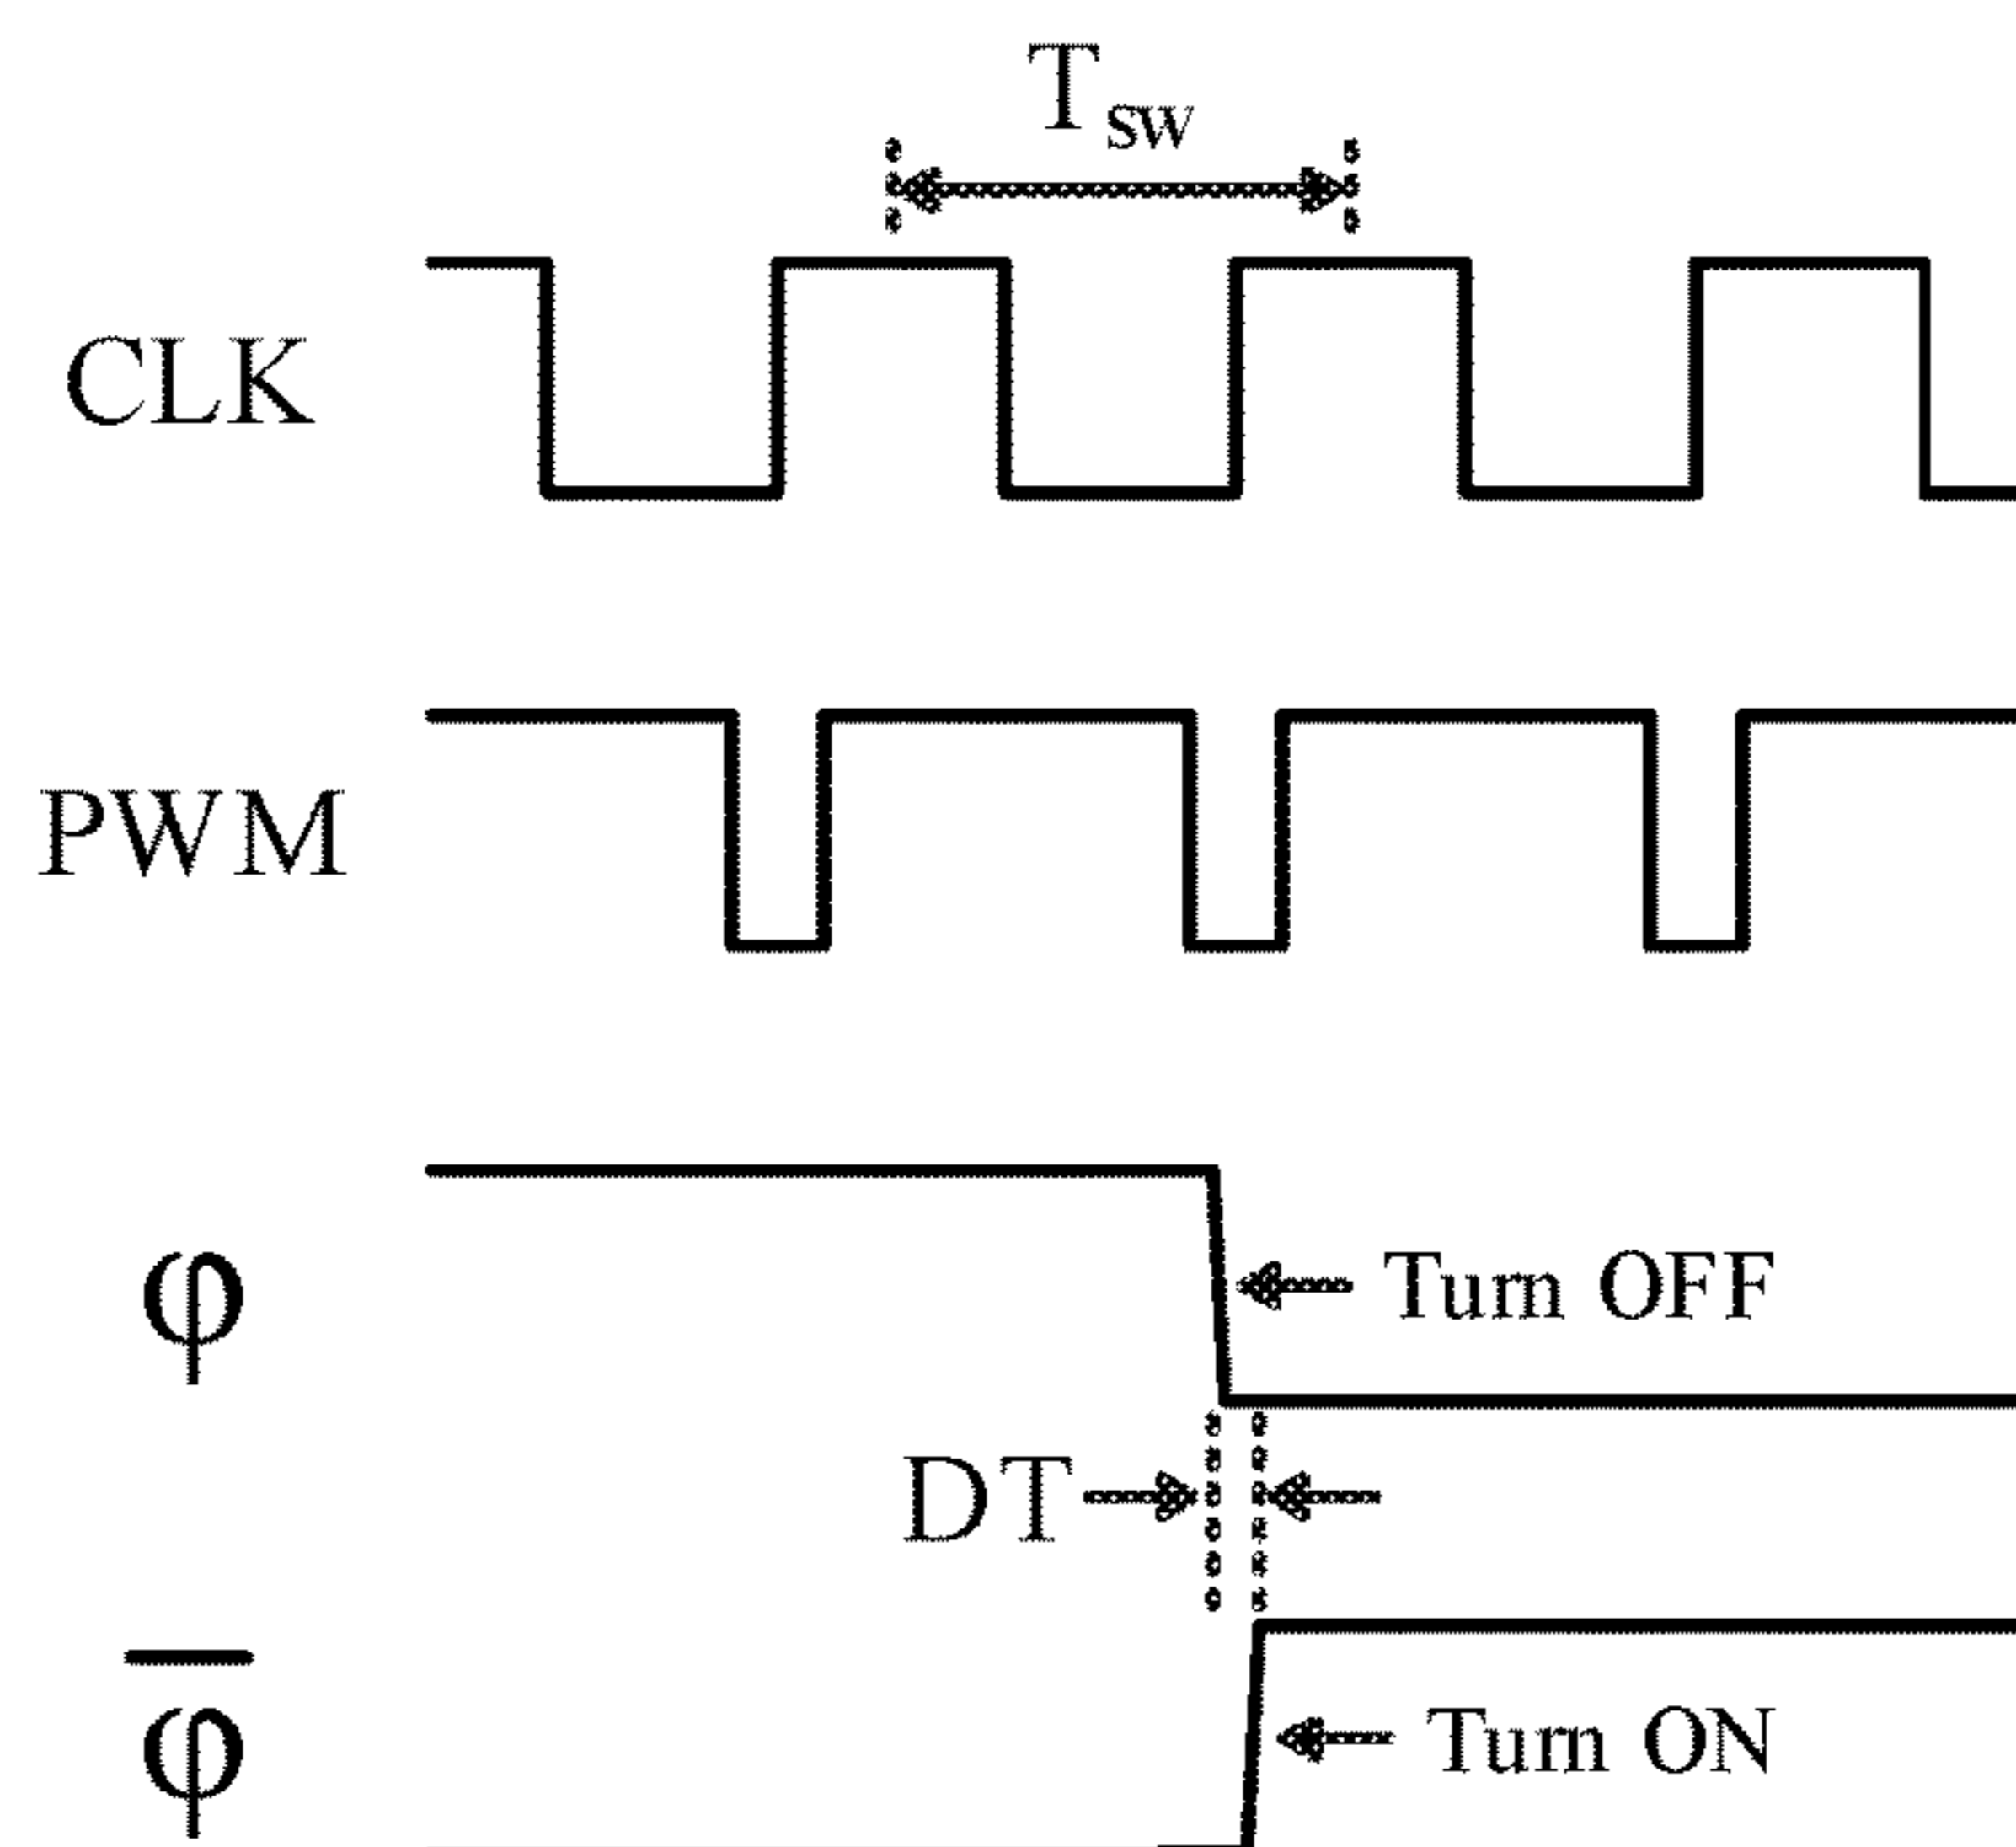 T_SW
CLK
PWM
φ
Turn OFF
DT
φ̅
Turn ON